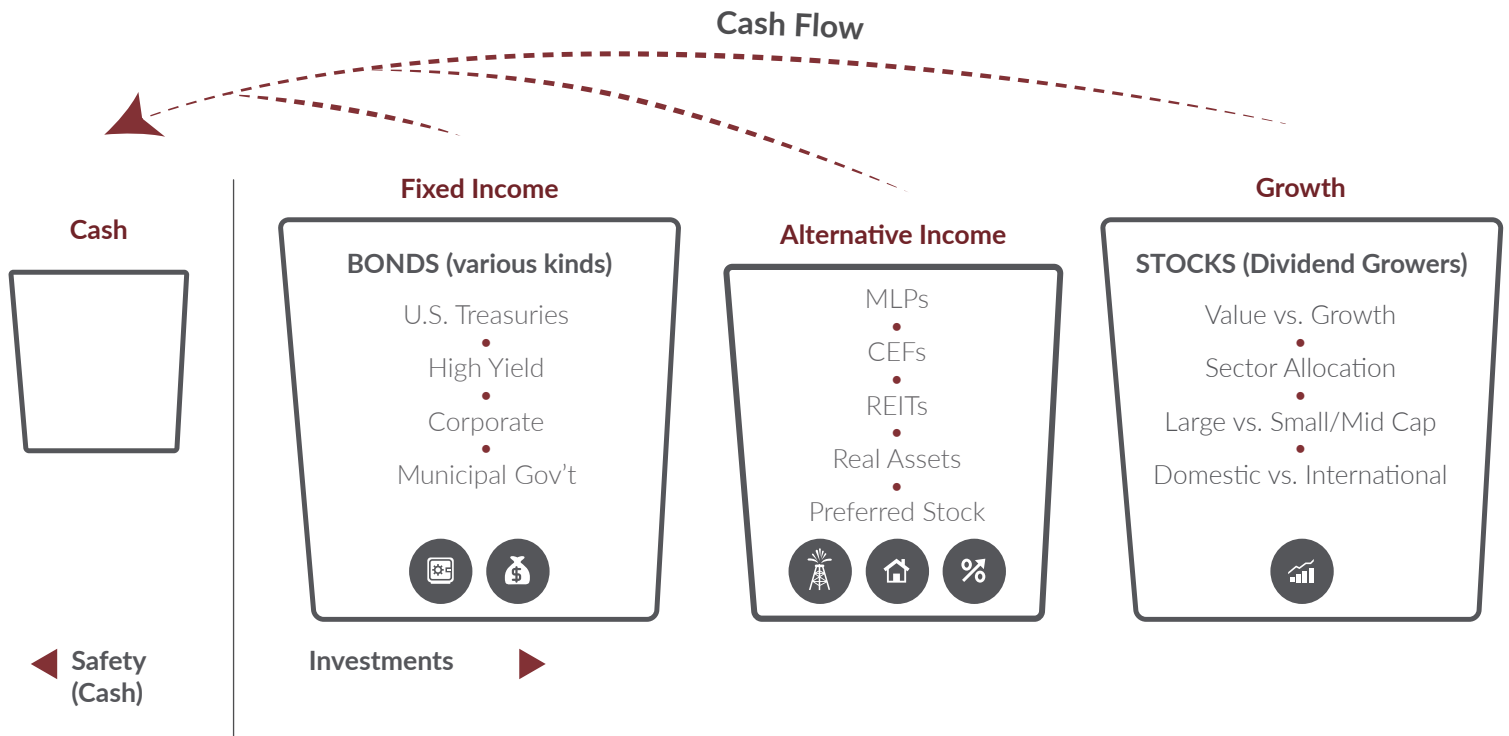 Cash Flow
Cash
Fixed Income
BONDS (various kinds)
U.S. Treasuries
High Yield
Corporate
Municipal Gov’t
Alternative Income
MLPs
CEFs
REITs
Real Assets
Preferred Stock
Growth
STOCKS (Dividend Growers)
Value vs. Growth
Sector Allocation
Large vs. Small/Mid Cap
Domestic vs. International
$
%
Safety
(Cash)
Investments